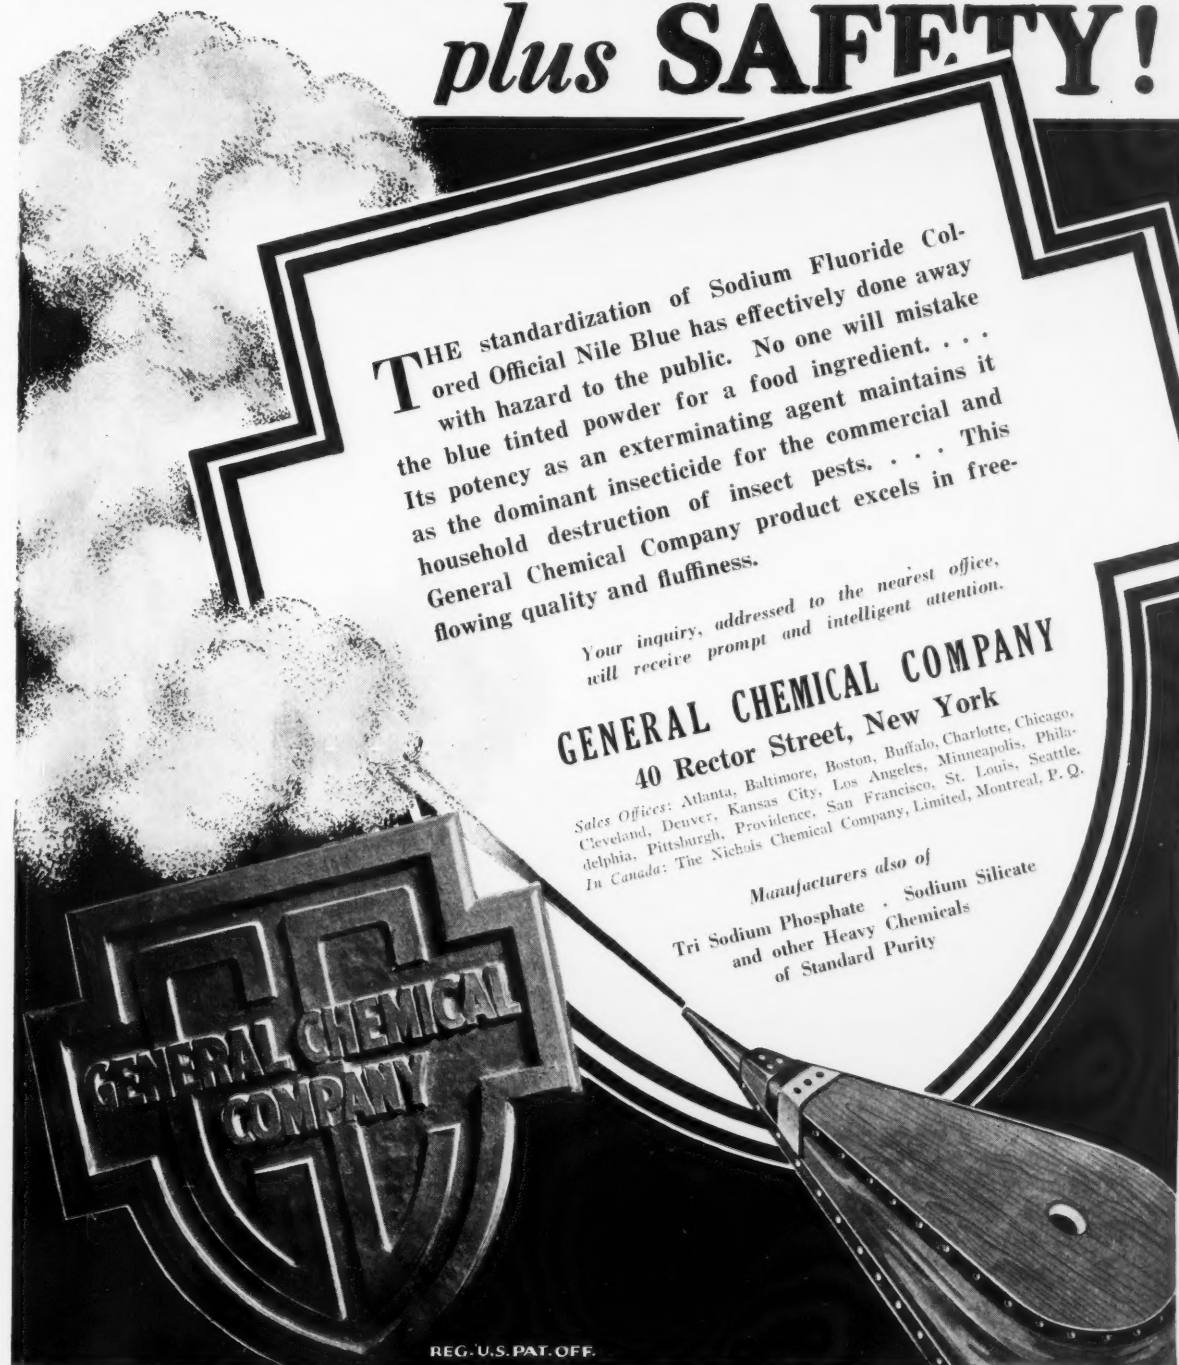 plus SAFETY!
THE standardization of Sodium Fluoride Col-
ored Official Nile Blue has effectively done away
with hazard to the public. No one will mistake
the blue tinted powder for a food ingredient. . . .
Its potency as an exterminating agent maintains it
as the dominant insecticide for the commercial and
household destruction of insect pests. . . . This
General Chemical Company product excels in free-
flowing quality and fluffiness.
Your inquiry, addressed to the nearest office,
will receive prompt and intelligent attention.
GENERAL CHEMICAL COMPANY
40 Rector Street, New York
Sales Offices: Atlanta, Baltimore, Boston, Buffalo, Charlotte, Chicago,
Cleveland, Denver, Kansas City, Los Angeles, Minneapolis, Phila-
delphia, Pittsburgh, Providence, San Francisco, St. Louis, Seattle.
In Canada: The Nichols Chemical Company, Limited, Montreal, P. Q.
Manufacturers also of
Tri Sodium Phosphate . Sodium Silicate
and other Heavy Chemicals
of Standard Purity
GENERAL CHEMICAL
COMPANY
REG. U.S. PAT. OFF.